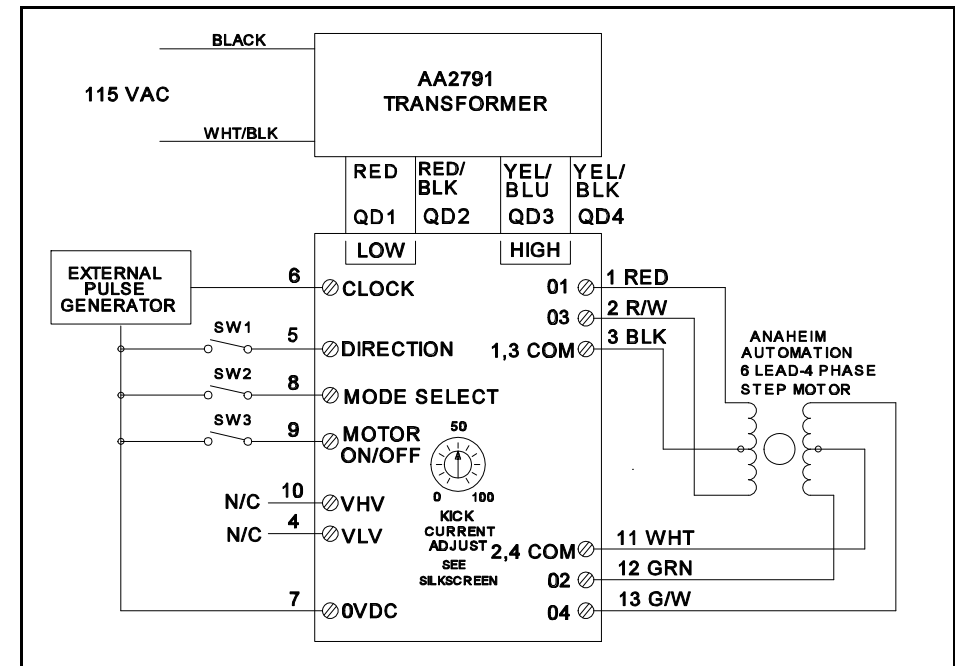 BLACK
115 VAC
WHT/BLK
AA2791
TRANSFORMER
RED
RED/
BLK
YEL/
BLU
YEL/
BLK
QD1
QD2
QD3
QD4
LOW
HIGH
EXTERNAL
PULSE
GENERATOR
6
CLOCK
SW1
5
DIRECTION
SW2
8
MODE SELECT
SW3
9
MOTOR
ON/OFF
N/C
10
VHV
N/C
4
VLV
7
0VDC
50
0
100
KICK
CURRENT
ADJUST
SEE
SILKSCREEN
01
1 RED
03
2 R/W
1,3 COM
3 BLK
ANAHEIM
AUTOMATION
6 LEAD-4 PHASE
STEP MOTOR
2,4 COM
11 WHT
02
12 GRN
04
13 G/W